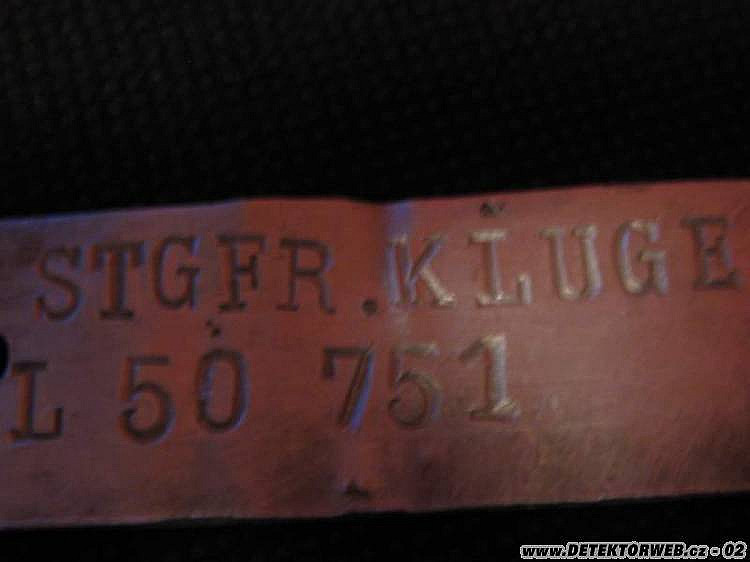 STGFR.KLUGE
L 50 751
www.DETEKTORWEB.cz - 02